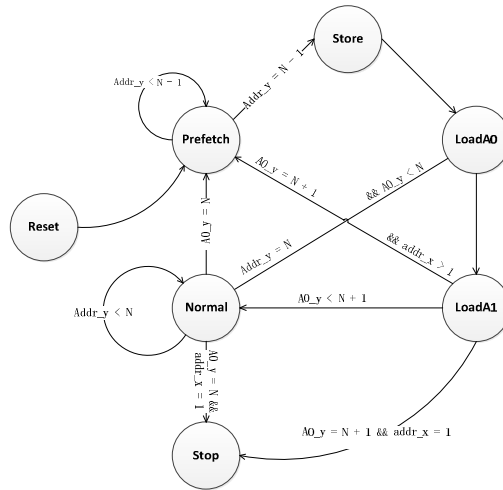 Store
Addr_y = N - 1
Addr_y < N - 1
Prefetch
LoadA0
A0_y = N + 1
&& A0_y < N
N = A0_y
Reset
Addr_y = N
&& addr_x > 1
Addr_y < N
Normal
A0_y < N + 1
LoadA1
A0_y = N &&
addr_x = 1
A0_y = N + 1 && addr_x = 1
Stop